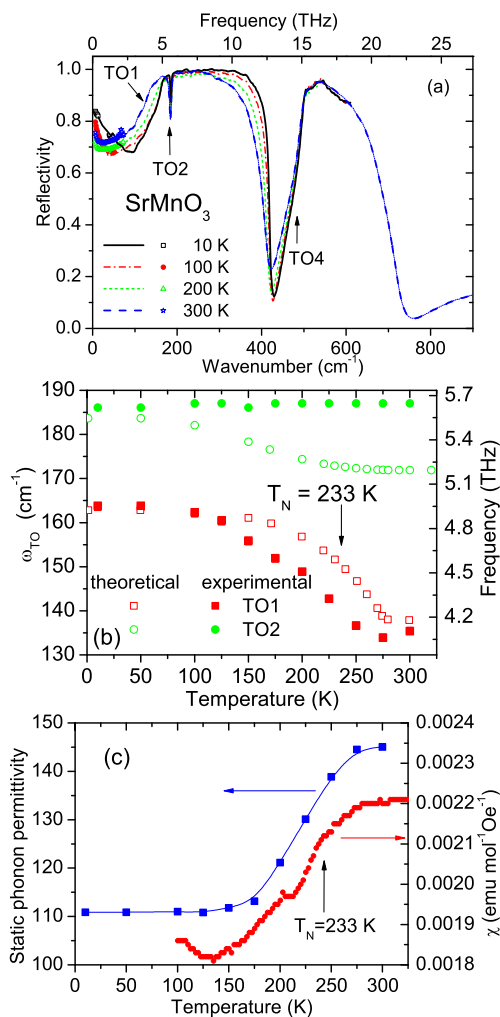 Frequency (THz)
0 5 10 15 20 25
1.0
0.8
0.6
0.4
0.2
0.0
Reflectivity
TO1
(a)
TO2
SrMnO3
TO4
10 K
100 K
200 K
300 K
0 200 400 600 800
Wavenumber (cm-1)
190
180
170
160
150
140
130
ωTO (cm-1)
5.7
5.4
5.1
4.8
4.5
4.2
Frequency (THz)
TN = 233 K
theoretical experimental
TO1
TO2
(b)
0 50 100 150 200 250 300
Temperature (K)
150
140
130
120
110
100
Static phonon permittivity
(c)
0.0024
0.0023
0.0022
0.0021
0.0020
0.0019
0.0018
χ (emu mol-1Oe-1)
TN=233 K
0 50 100 150 200 250 300
Temperature (K)